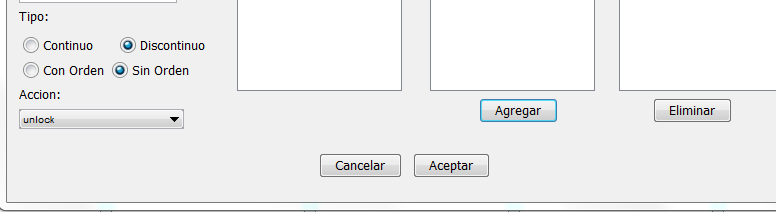 Tipo:
Continuo Discontinuo
Con Orden Sin Orden
Accion:
unlock
Agregar Eliminar
Cancelar Aceptar